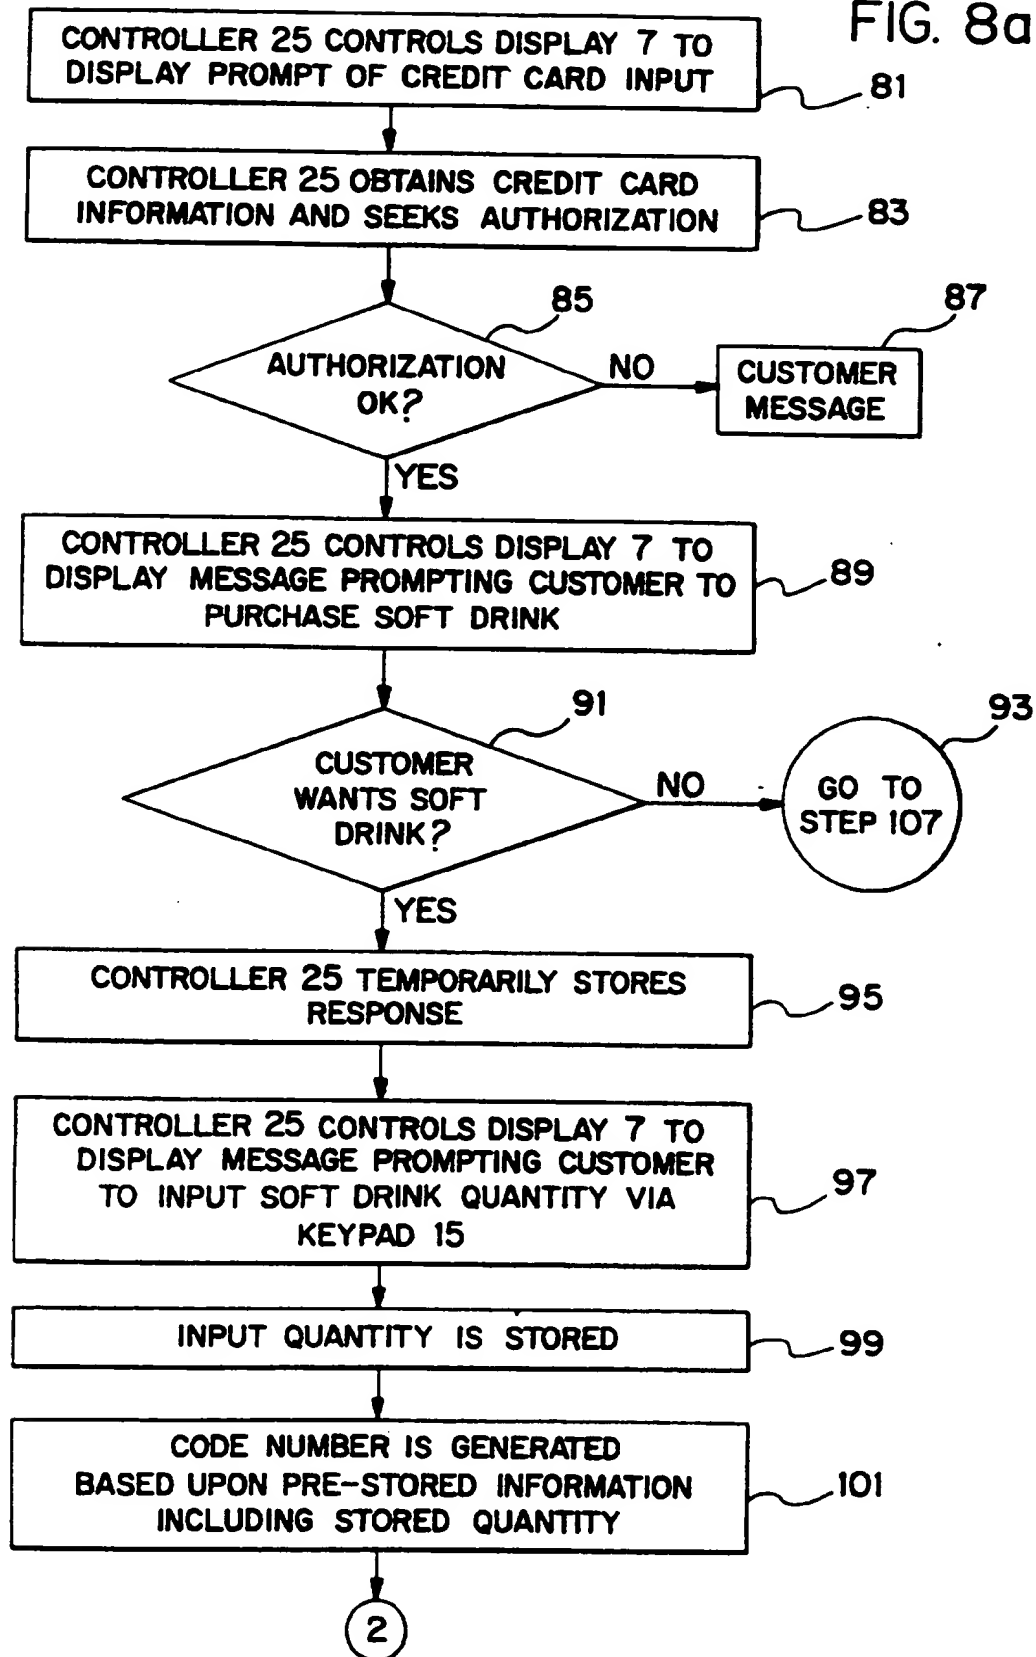 FIG. 8a
CONTROLLER 25 CONTROLS DISPLAY 7 TO
DISPLAY PROMPT OF CREDIT CARD INPUT
81
CONTROLLER 25 OBTAINS CREDIT CARD
INFORMATION AND SEEKS AUTHORIZATION
83
85
AUTHORIZATION
OK?
NO
87
CUSTOMER
MESSAGE
YES
CONTROLLER 25 CONTROLS DISPLAY 7 TO
DISPLAY MESSAGE PROMPTING CUSTOMER TO
PURCHASE SOFT DRINK
89
91
CUSTOMER
WANTS SOFT
DRINK?
NO
93
GO TO
STEP 107
YES
CONTROLLER 25 TEMPORARILY STORES
RESPONSE
95
CONTROLLER 25 CONTROLS DISPLAY 7 TO
DISPLAY MESSAGE PROMPTING CUSTOMER
TO INPUT SOFT DRINK QUANTITY VIA
KEYPAD 15
97
INPUT QUANTITY IS STORED
99
CODE NUMBER IS GENERATED
BASED UPON PRE-STORED INFORMATION
INCLUDING STORED QUANTITY
101
2